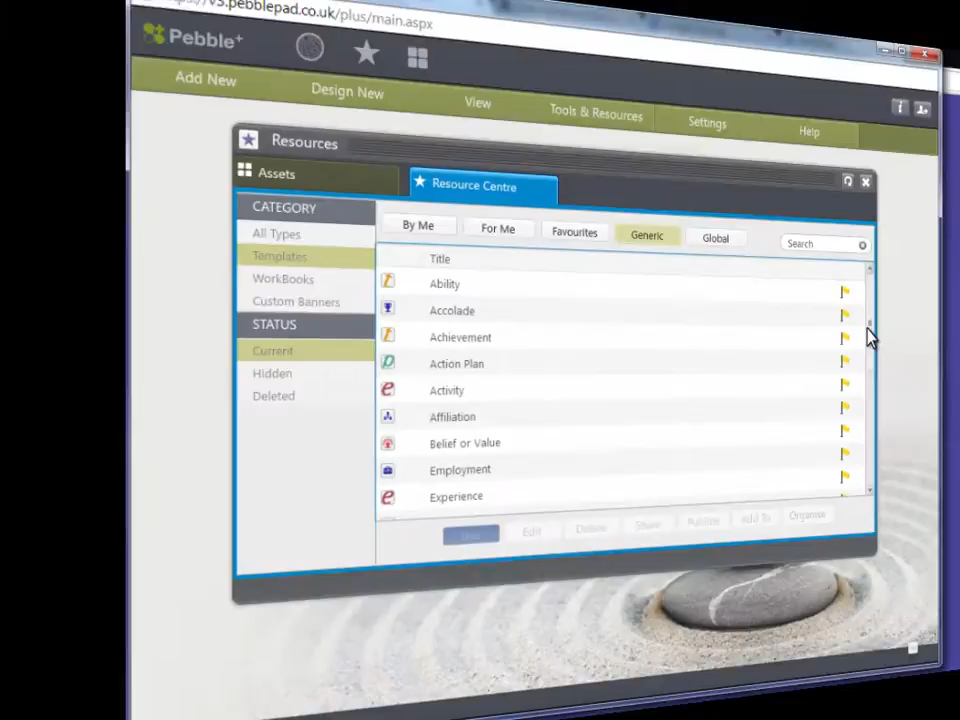 v3.pebblepad.co.uk/plus/main.aspx
Pebble+
Add New
Design New
View
Tools & Resources
Settings
Help
Resources
Assets
Resource Centre
CATEGORY
All Types
Templates
WorkBooks
Custom Banners
STATUS
Current
Hidden
Deleted
By Me
For Me
Favourites
Generic
Global
Search
Title
Ability
Accolade
Achievement
Action Plan
Activity
Affiliation
Belief or Value
Employment
Experience
Edit
Delete
Share
Publish
Add To
Organise